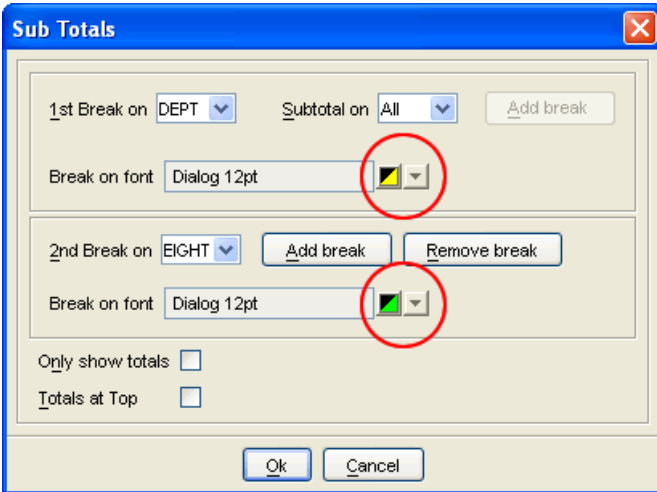 Sub Totals
1st Break on DEPT Subtotal on All Add break
Break on font Dialog 12pt
2nd Break on EIGHT Add break Remove break
Break on font Dialog 12pt
Only show totals
Totals at Top
Ok Cancel